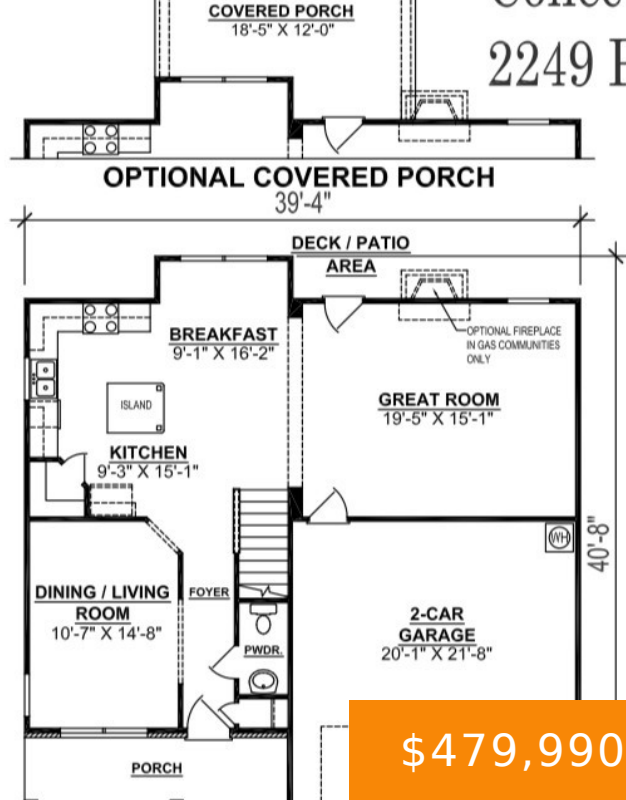 COVERED PORCH
18'-5" X 12'-0"
2249
OPTIONAL COVERED PORCH
39'-4"
DECK / PATIO
AREA
OPTIONAL FIREPLACE
IN GAS COMMUNITIES
ONLY
BREAKFAST
9'-1" X 16'-2"
ISLAND
GREAT ROOM
19'-5" X 15'-1"
KITCHEN
9'-3" X 15'-1"
WH
40'-8"
DINING / LIVING
ROOM
10'-7" X 14'-8"
FOYER
2-CAR
GARAGE
20'-1" X 21'-8"
PWDR.
$479,990
PORCH